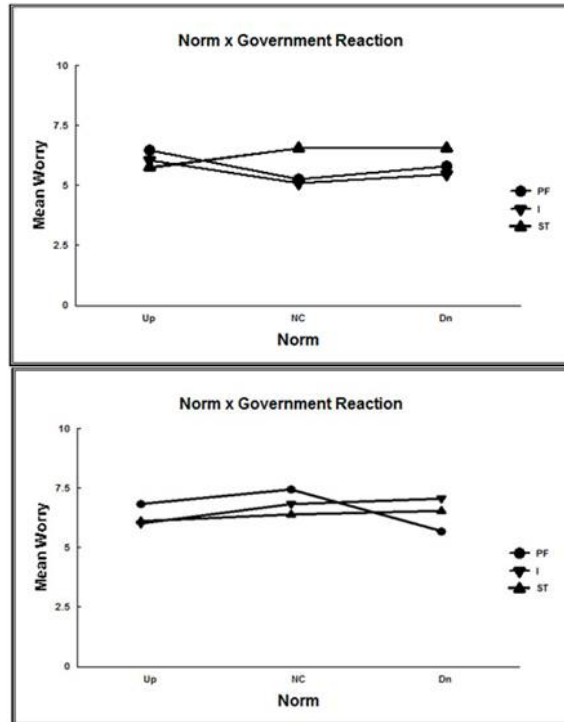 Norm x Government Reaction
10
7.5
5
2.5
0
Mean Worry
Up
NC
Dn
Norm
PF
I
ST
Norm x Government Reaction
10
7.5
5
2.5
0
Mean Worry
Up
NC
Dn
Norm
PF
I
ST